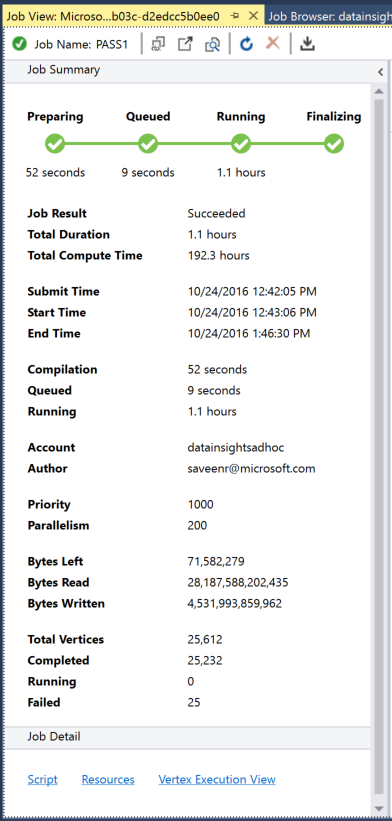 Job View: Microso...b03c-d2edcc5b0ee0 Job Browser: datainsigh
Job Name: PASS1
Job Summary
Preparing Queued Running Finalizing
52 seconds 9 seconds 1.1 hours
Job Result Succeeded
Total Duration 1.1 hours
Total Compute Time 192.3 hours
Submit Time 10/24/2016 12:42:05 PM
Start Time 10/24/2016 12:43:06 PM
End Time 10/24/2016 1:46:30 PM
Compilation 52 seconds
Queued 9 seconds
Running 1.1 hours
Account datainsightsadhoc
Author saveenr@microsoft.com
Priority 1000
Parallelism 200
Bytes Left 71,582,279
Bytes Read 28,187,588,202,435
Bytes Written 4,531,993,859,962
Total Vertices 25,612
Completed 25,232
Running 0
Failed 25
Job Detail
Script Resources Vertex Execution View